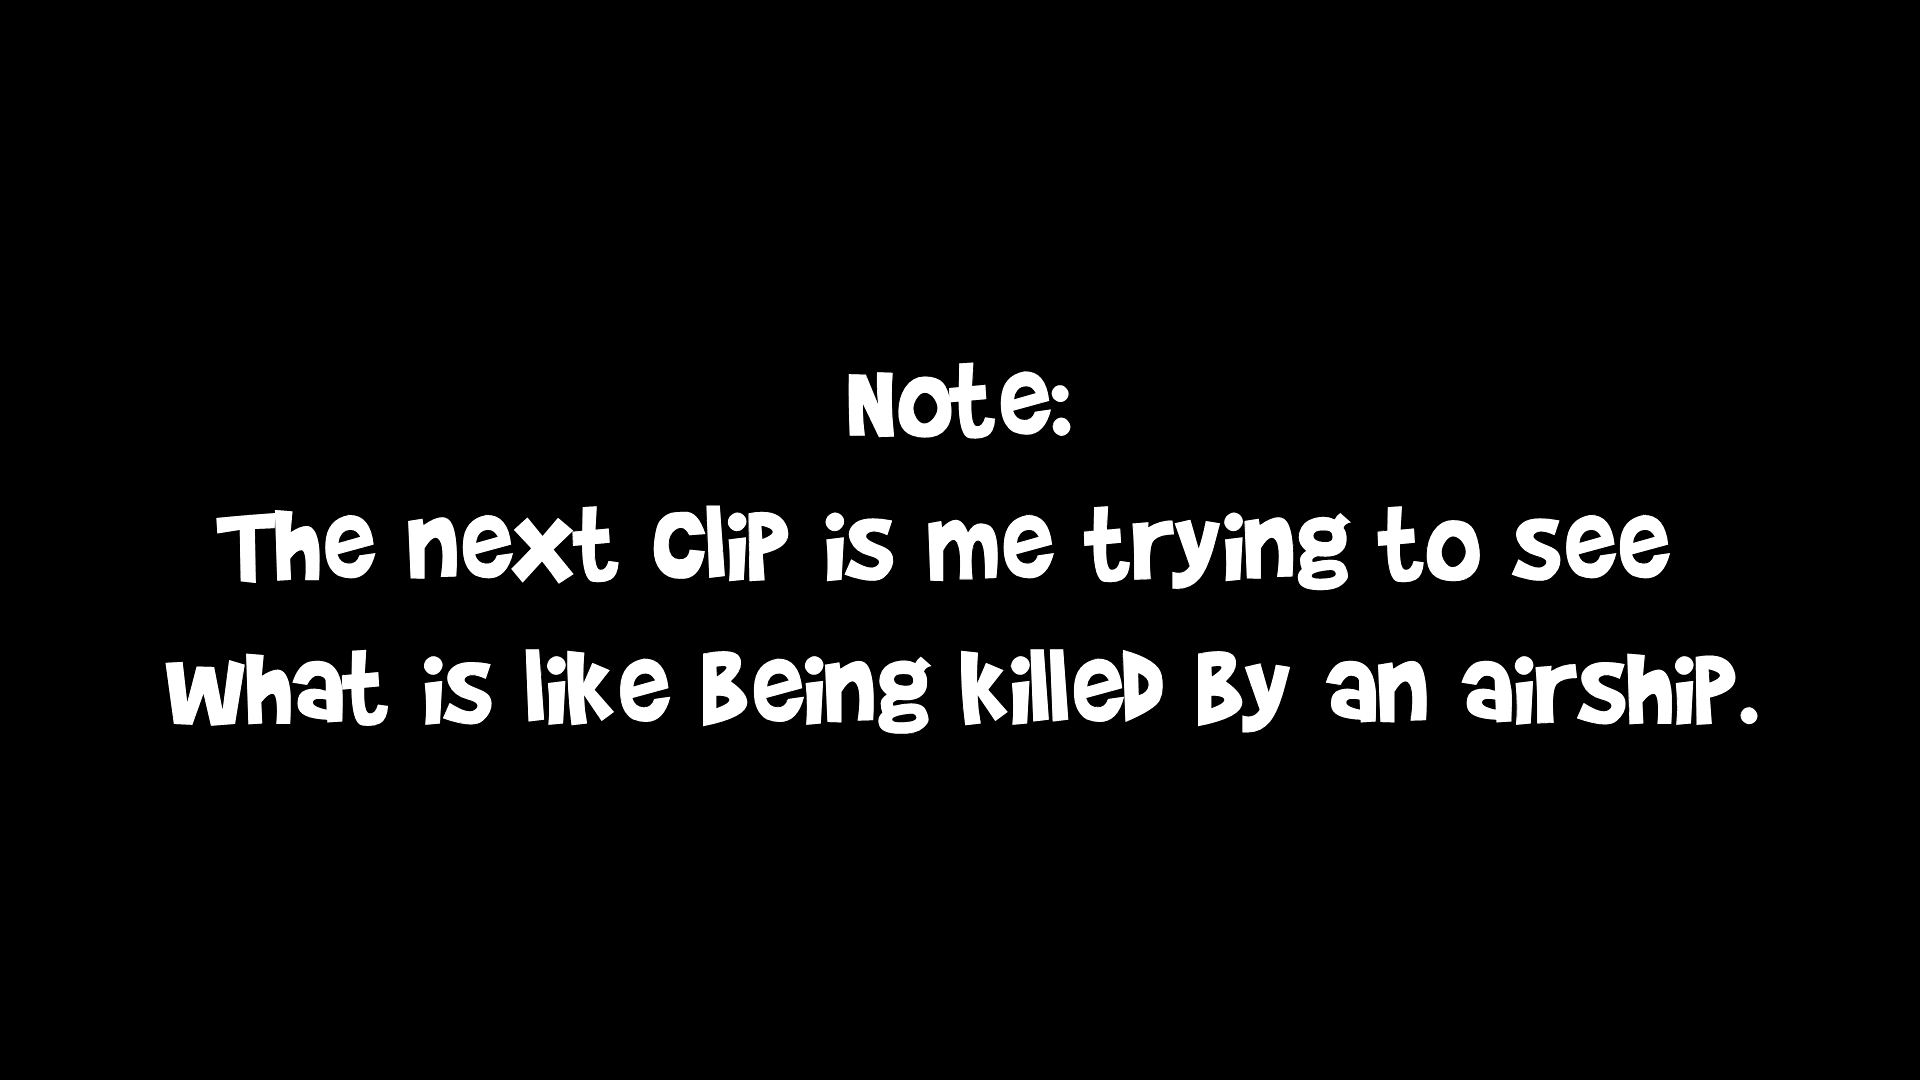 Note:
The next clip is me trying to see
what is like being killed by an airship.